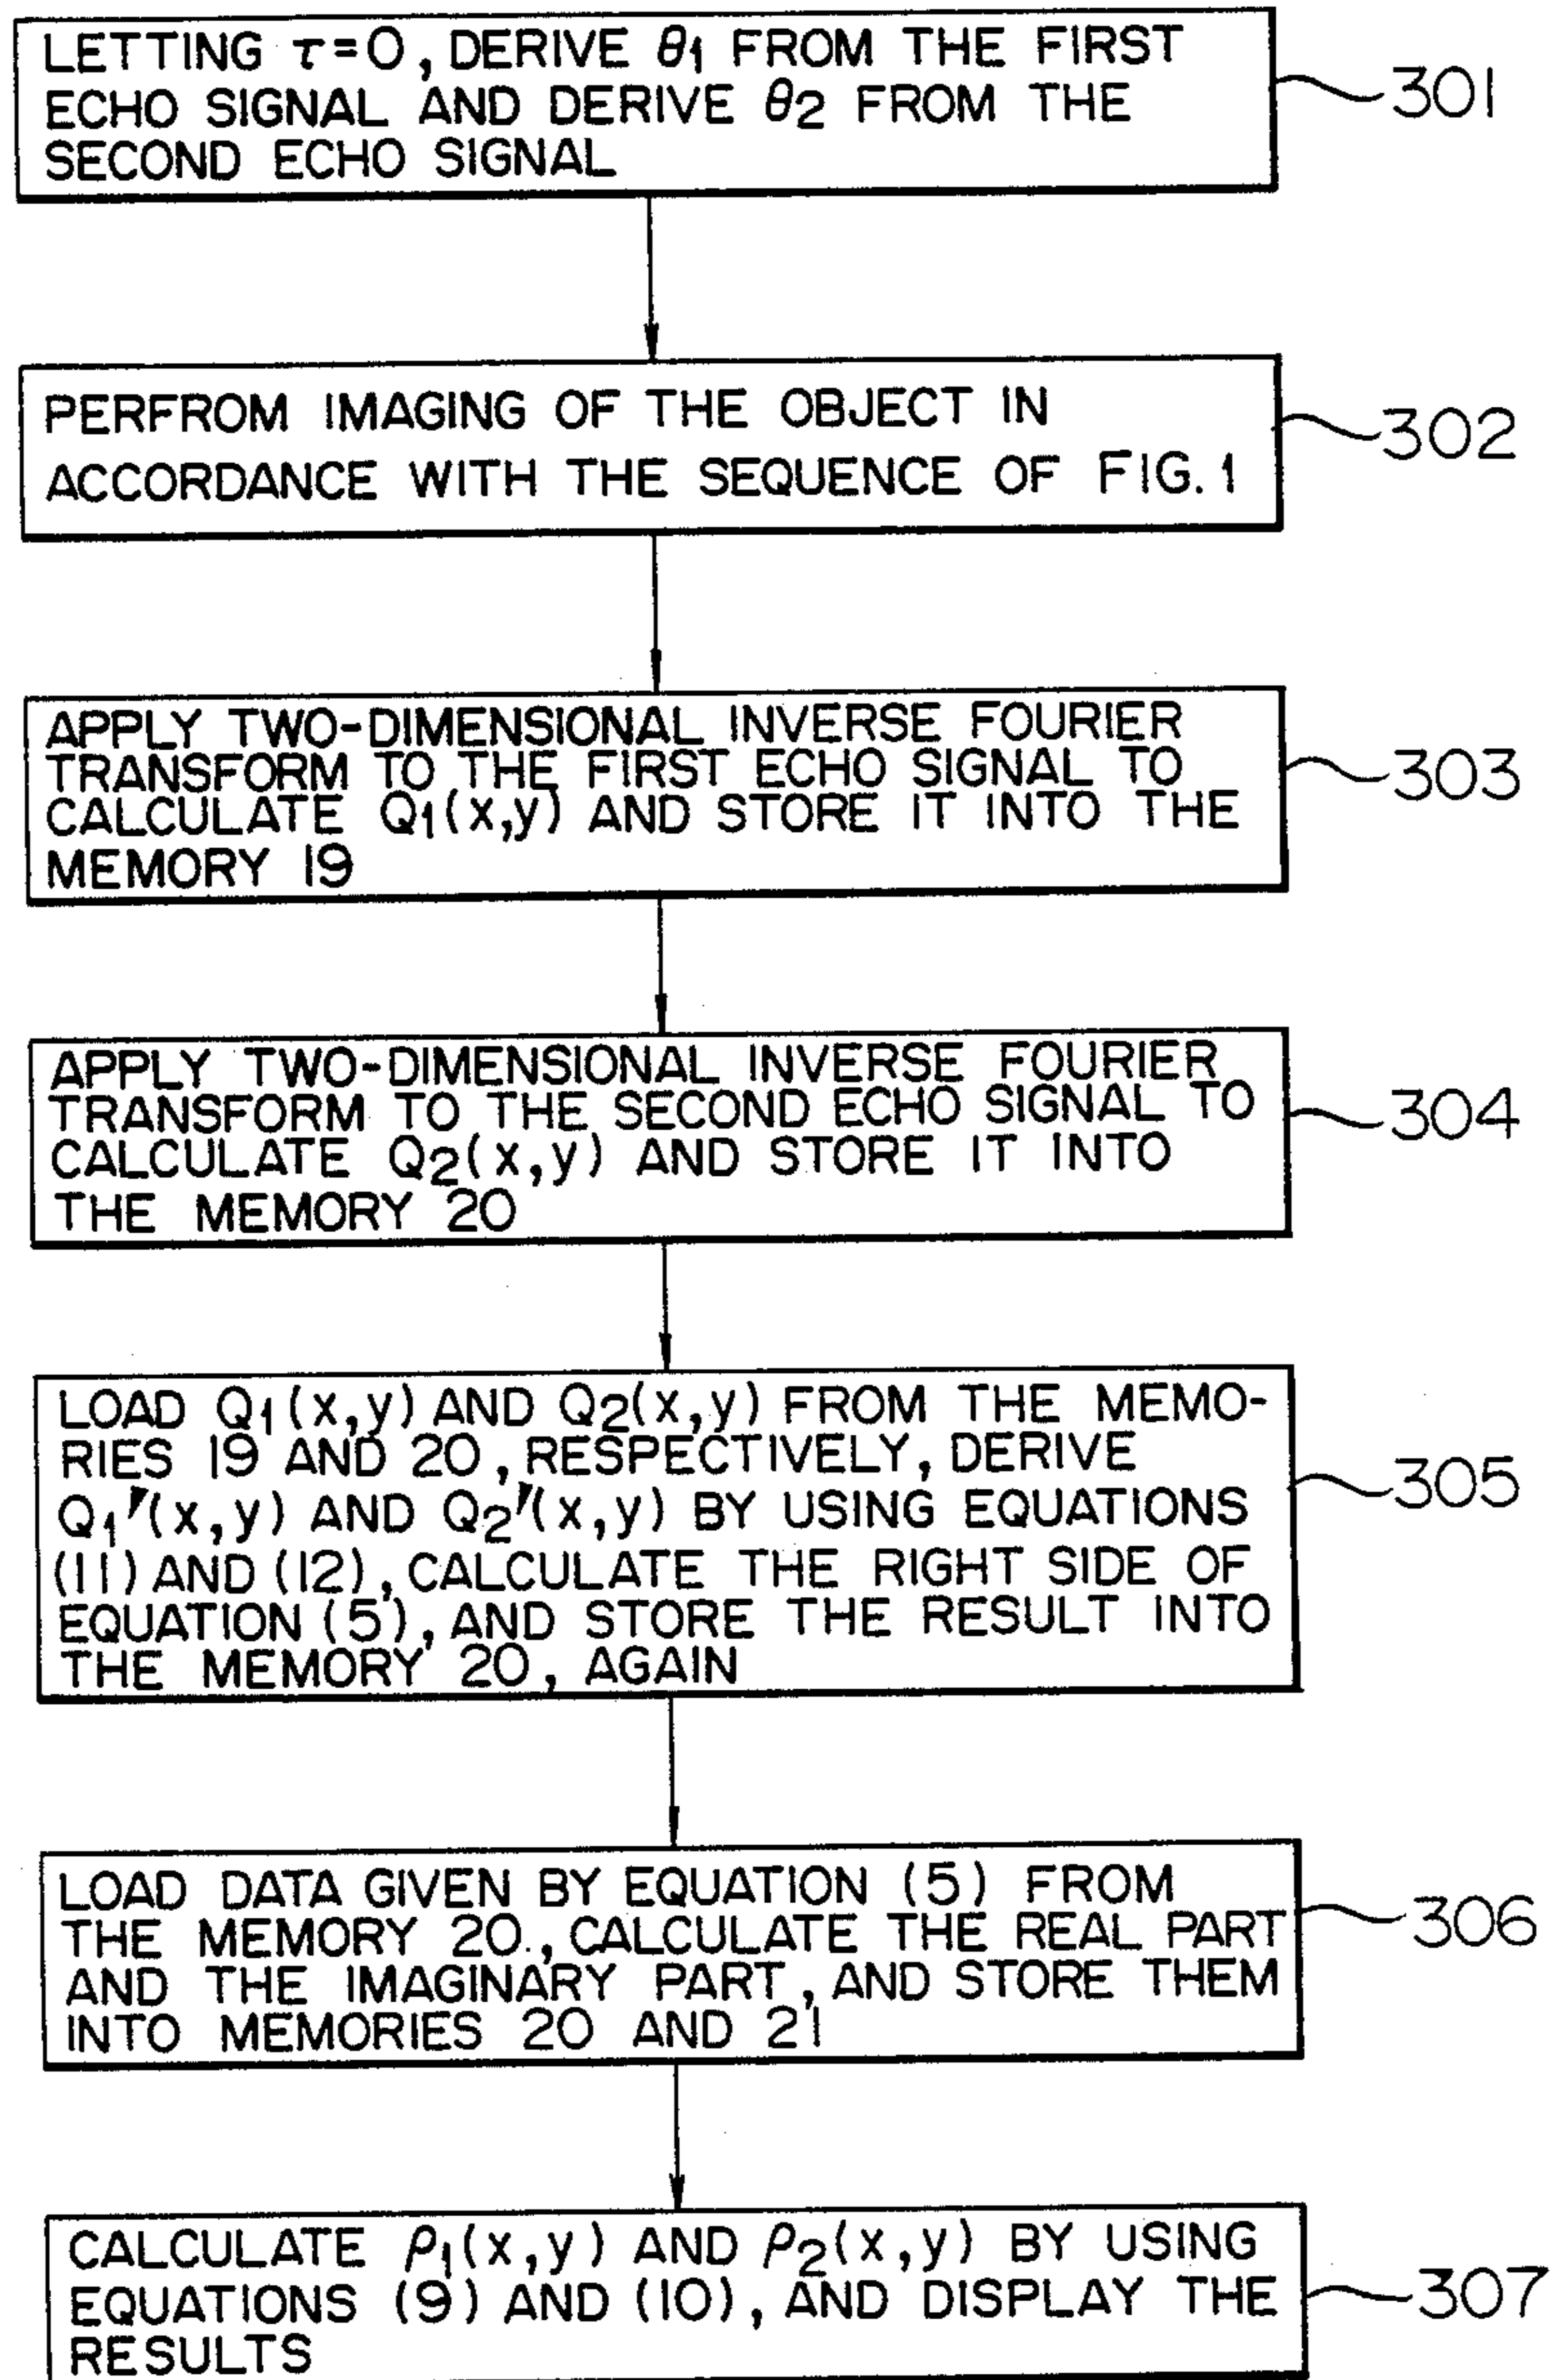 LETTING τ=0, DERIVE θ1 FROM THE FIRST
ECHO SIGNAL AND DERIVE θ2 FROM THE
SECOND ECHO SIGNAL
301
PERFROM IMAGING OF THE OBJECT IN
ACCORDANCE WITH THE SEQUENCE OF FIG. 1
302
APPLY TWO-DIMENSIONAL INVERSE FOURIER
TRANSFORM TO THE FIRST ECHO SIGNAL TO
CALCULATE Q1(x,y) AND STORE IT INTO THE
MEMORY 19
303
APPLY TWO-DIMENSIONAL INVERSE FOURIER
TRANSFORM TO THE SECOND ECHO SIGNAL TO
CALCULATE Q2(x,y) AND STORE IT INTO
THE MEMORY 20
304
LOAD Q1(x,y) AND Q2(x,y) FROM THE MEMO-
RIES 19 AND 20, RESPECTIVELY, DERIVE
Q1"(x,y) AND Q2"(x,y) BY USING EQUATIONS
(11) AND (12), CALCULATE THE RIGHT SIDE OF
EQUATION (5), AND STORE THE RESULT INTO
THE MEMORY 20, AGAIN
305
LOAD DATA GIVEN BY EQUATION (5) FROM
THE MEMORY 20, CALCULATE THE REAL PART
AND THE IMAGINARY PART, AND STORE THEM
INTO MEMORIES 20 AND 21
306
CALCULATE ρ1(x,y) AND ρ2(x,y) BY USING
EQUATIONS (9) AND (10), AND DISPLAY THE
RESULTS
307